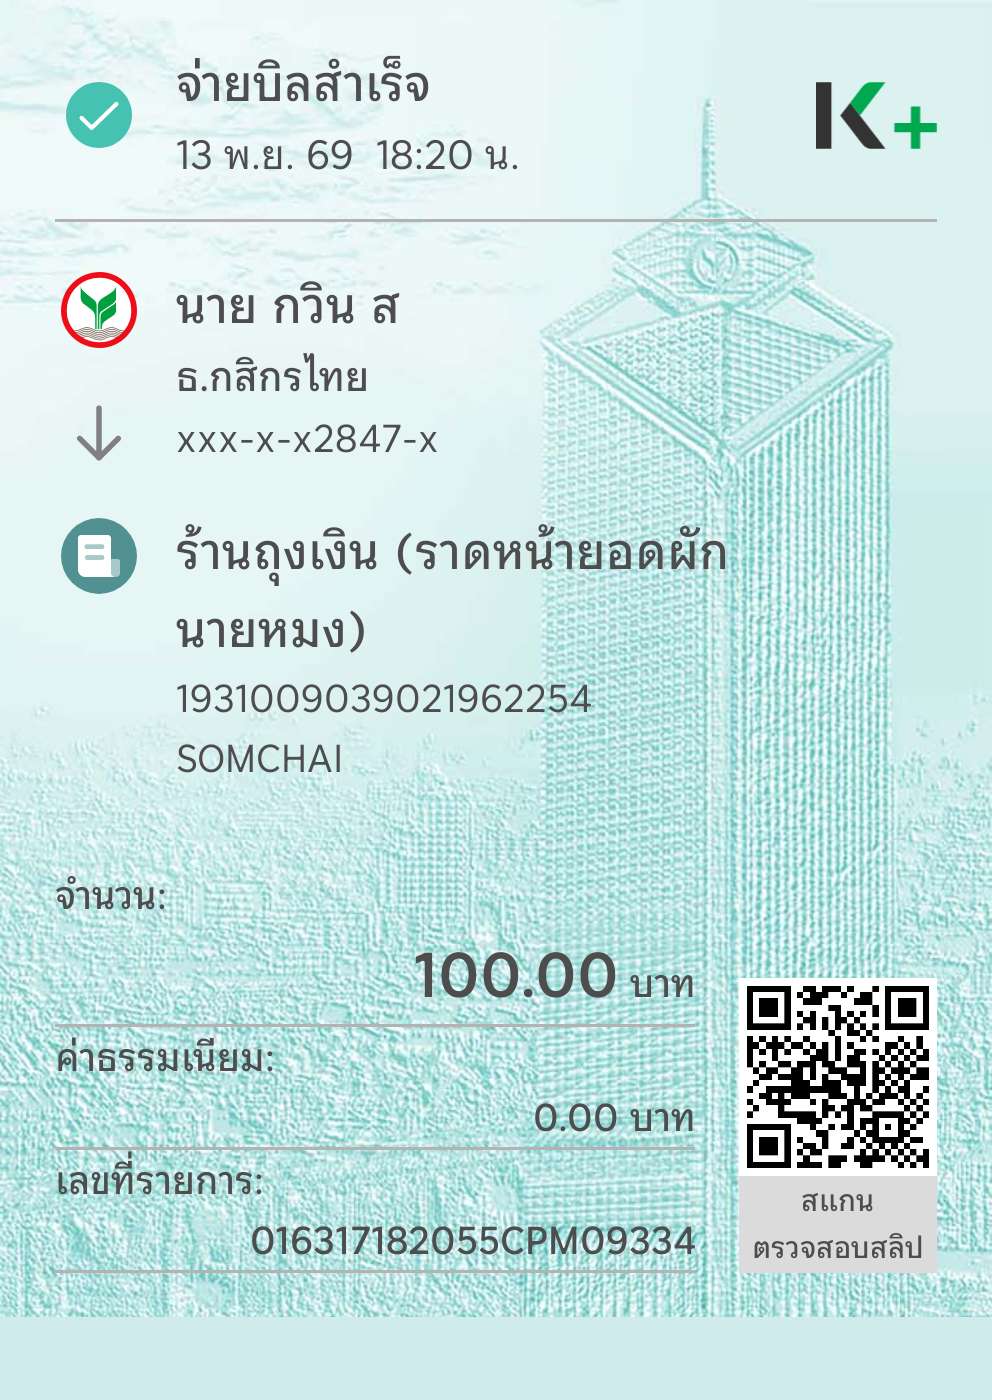 จ่ายบิลสำเร็จ
13 พ.ย. 69 18:20 น.
K+
นาย กวิน ส
ธ.กสิกรไทย
xxx-x-x2847-x
ร้านถุงเงิน (ราดหน้ายอดผัก
นายหมง)
1931009039021962254
SOMCHAI
จำนวน:
100.00 บาท
ค่าธรรมเนียม:
0.00 บาท
เลขที่รายการ:
016317182055CPM09334
สแกน
ตรวจสอบสลิป